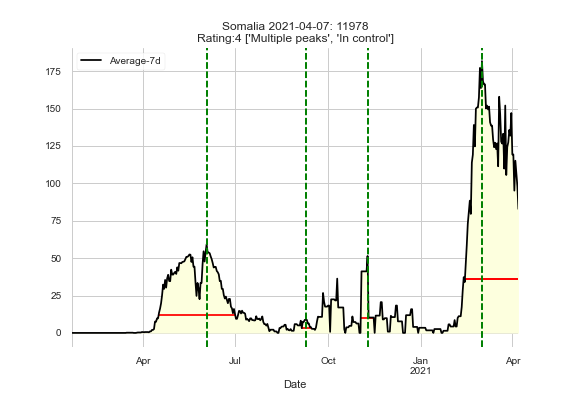 Somalia 2021-04-07: 11978
Rating:4 ['Multiple peaks', 'In control']
Average-7d
175
150
125
100
75
50
25
0
Apr Jul Oct Jan Apr
2021
Date